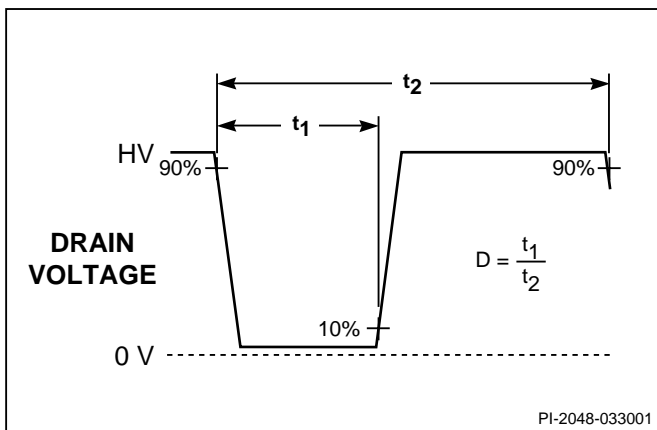 t2
t1
HV
90%
90%
DRAIN
VOLTAGE
D = t1
t2
10%
0 V
PI-2048-033001